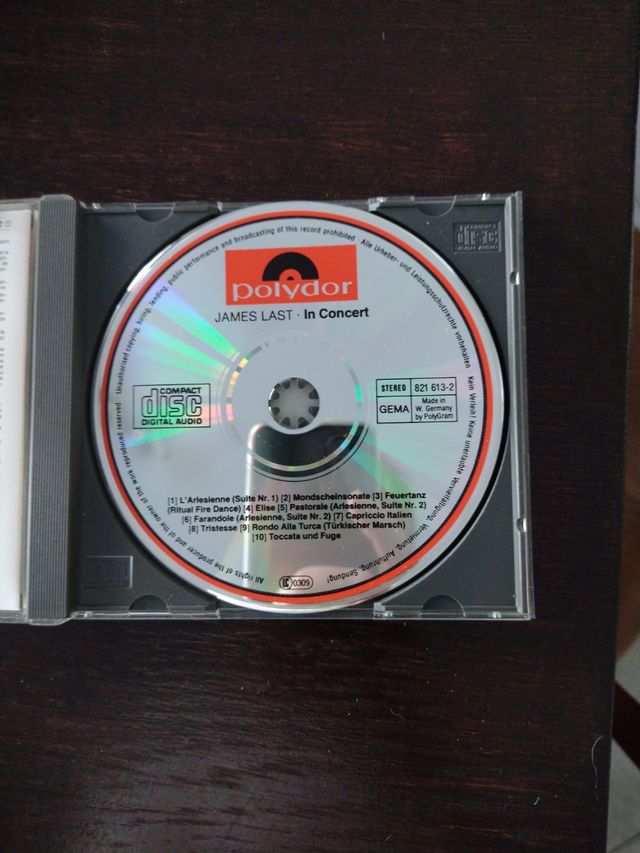 polydor
JAMES LAST · In Concert
COMPACT
disc
DIGITAL AUDIO
STEREO 821 613-2
GEMA Made in
W. Germany
by PolyGram
[1] L'Arlesienne (Suite Nr. 1) [2] Mondscheinsonate [3] Feuertanz
(Ritual Fire Dance) [4] Elise [5] Pastorale (Arlesienne, Suite Nr. 2)
[6] Farandole (Arlesienne, Suite Nr. 2) [7] Capriccio Italien
[8] Tristesse [9] Rondo Alla Turca (Türkischer Marsch)
[10] Toccata und Fuge
LC 0309
All rights of the producer and of the owner of the work reproduced reserved · Unauthorised copying, hiring, lending, public performance and broadcasting of this record prohibited · Alle Urheber- und Leistungsschutzrechte vorbehalten · Kein Verleih! Keine unerlaubte Vervielfältigung, Vermietung, Aufführung, Sendung!
COMPACT
disc
DIGITAL AUDIO